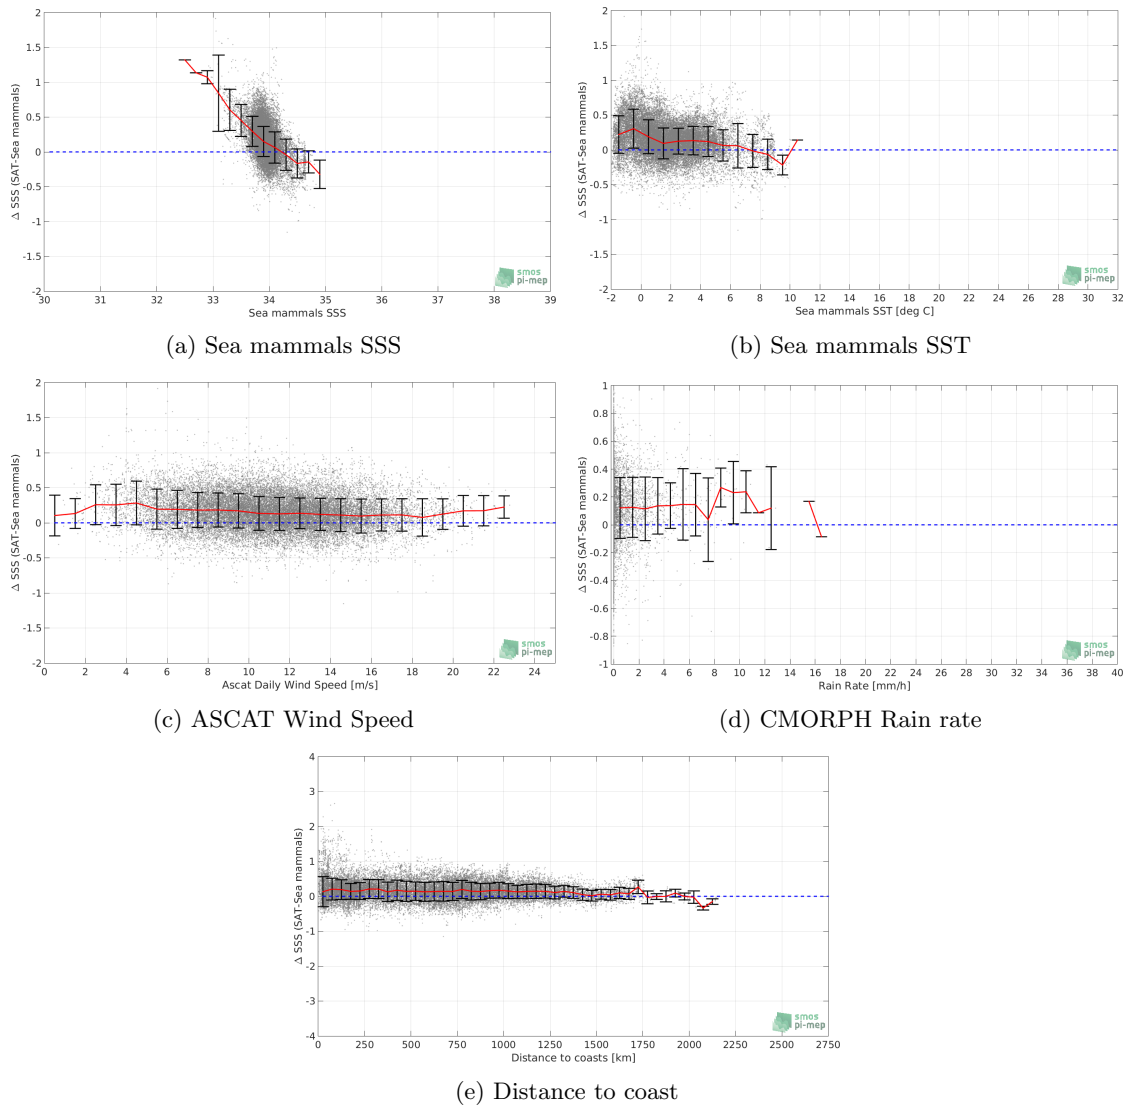 2
1.5
1
0.5
0
-0.5
-1
-1.5
-2
30 31 32 33 34 35 36 37 38 39
Δ SSS (SAT-Sea mammals)
Sea mammals SSS
smos
pi-mep
(a) Sea mammals SSS
2
1.5
1
0.5
0
-0.5
-1
-1.5
-2
-2 0 2 4 6 8 10 12 14 16 18 20 22 24 26 28 30 32
Δ SSS (SAT-Sea mammals)
Sea mammals SST [deg C]
smos
pi-mep
(b) Sea mammals SST
2
1.5
1
0.5
0
-0.5
-1
-1.5
-2
0 2 4 6 8 10 12 14 16 18 20 22 24
Δ SSS (SAT-Sea mammals)
Ascat Daily Wind Speed [m/s]
smos
pi-mep
(c) ASCAT Wind Speed
1
0.8
0.6
0.4
0.2
0
-0.2
-0.4
-0.6
-0.8
-1
0 2 4 6 8 10 12 14 16 18 20 22 24 26 28 30 32 34 36 38 40
Δ SSS (SAT-Sea mammals)
Rain Rate [mm/h]
smos
pi-mep
(d) CMORPH Rain rate
4
3
2
1
0
-1
-2
-3
-4
0 250 500 750 1000 1250 1500 1750 2000 2250 2500 2750
Δ SSS (SAT-Sea mammals)
Distance to coasts [km]
smos
pi-mep
(e) Distance to coast